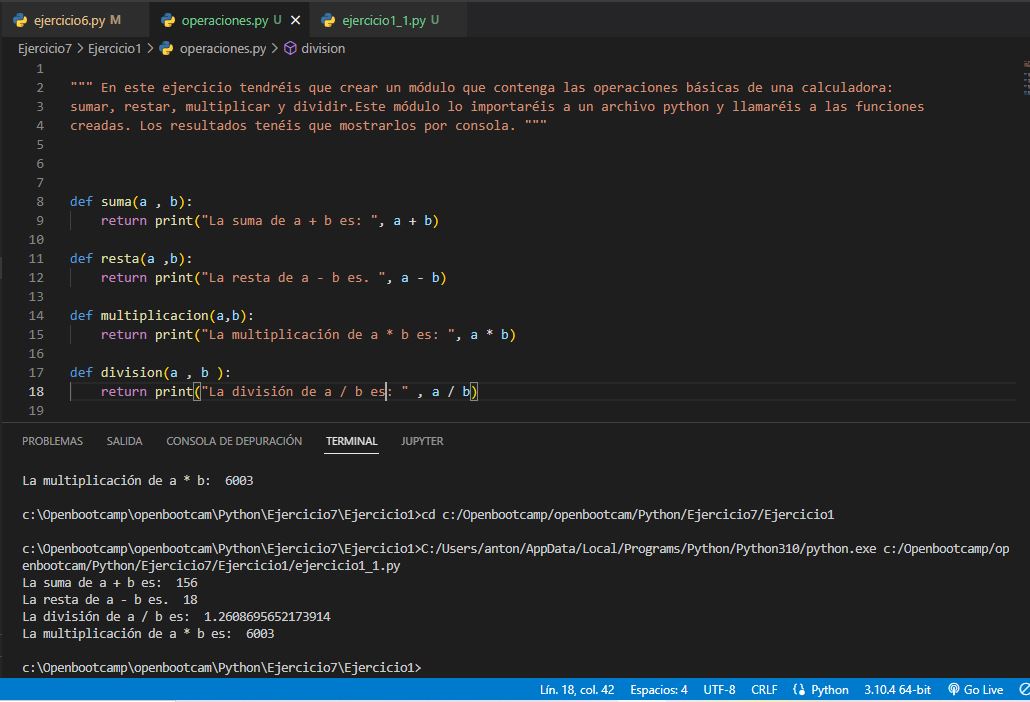 ejercicio6.py M
operaciones.py U
ejercicio1_1.py U
Ejercicio7 > Ejercicio1 > operaciones.py > division
1
2 """ En este ejercicio tendréis que crear un módulo que contenga las operaciones básicas de una calculadora:
3 sumar, restar, multiplicar y dividir.Este módulo lo importaréis a un archivo python y llamaréis a las funciones
4 creadas. Los resultados tenéis que mostrarlos por consola. """
5
6
7
8 def suma(a , b):
9     return print("La suma de a + b es: ", a + b)
10
11 def resta(a ,b):
12     return print("La resta de a - b es. ", a - b)
13
14 def multiplicacion(a,b):
15     return print("La multiplicación de a * b es: ", a * b)
16
17 def division(a , b ):
18     return print("La división de a / b es: " , a / b)
19
PROBLEMAS SALIDA CONSOLA DE DEPURACIÓN TERMINAL JUPYTER
La multiplicación de a * b:  6003
c:\Openbootcamp\openbootcam\Python\Ejercicio7\Ejercicio1>cd c:/Openbootcamp/openbootcam/Python/Ejercicio7/Ejercicio1
c:\Openbootcamp\openbootcam\Python\Ejercicio7\Ejercicio1>C:/Users/anton/AppData/Local/Programs/Python/Python310/python.exe c:/Openbootcamp/op
enbootcam/Python/Ejercicio7/Ejercicio1/ejercicio1_1.py
La suma de a + b es:  156
La resta de a - b es.  18
La división de a / b es:  1.2608695652173914
La multiplicación de a * b es:  6003
c:\Openbootcamp\openbootcam\Python\Ejercicio7\Ejercicio1>
Lín. 18, col. 42 Espacios: 4 UTF-8 CRLF Python 3.10.4 64-bit Go Live